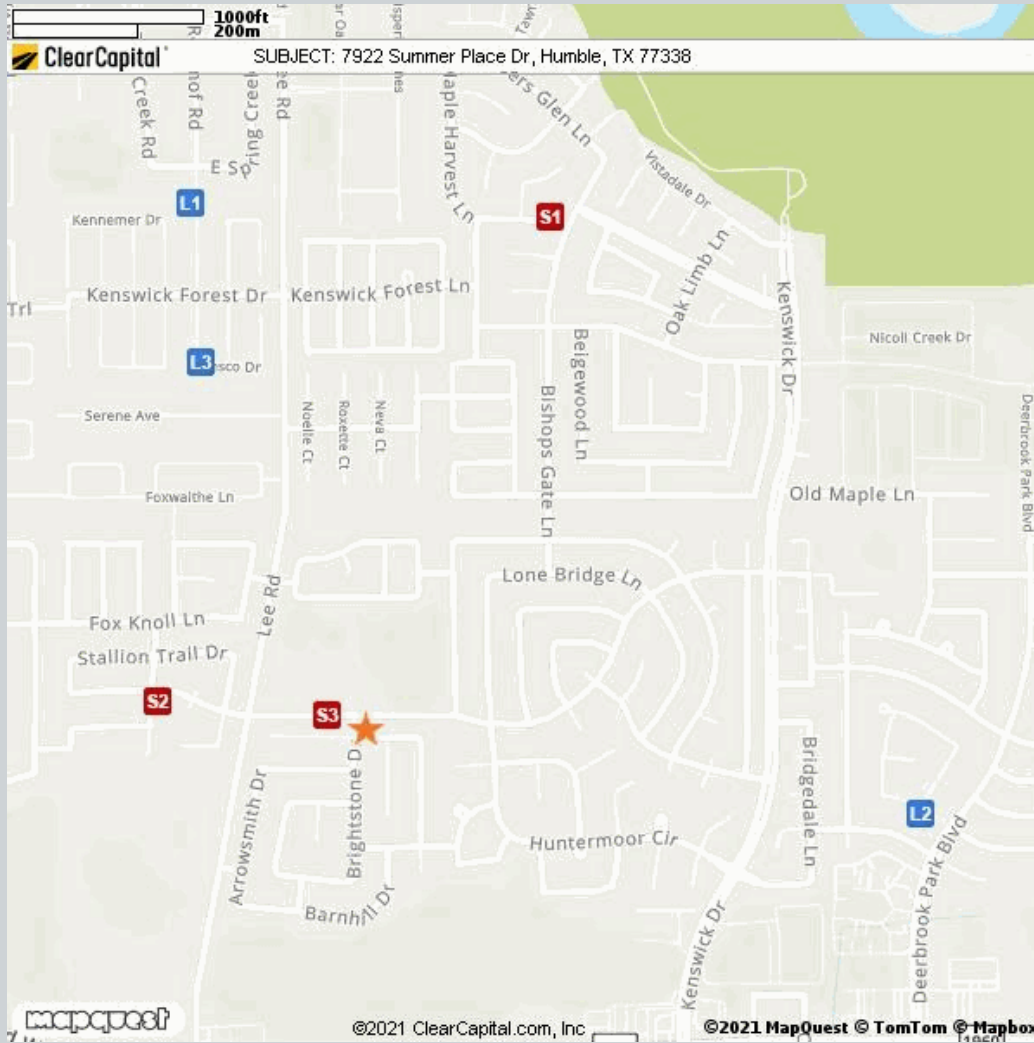 1000ft
200m
ClearCapital
SUBJECT: 7922 Summer Place Dr, Humble, TX 77338
Creek Rd
Lee Rd
Maple Harvest Ln
Glen Ln
Vistadale Dr
L1
S1
Kennemer Dr
Oak Limb Ln
Kenswick Forest Dr
Kenswick Forest Ln
Trl
Kenswick Dr
Nicoli Creek Dr
L3
sco Dr
Beigewood Ln
Bishops Gate Ln
Serene Ave
Noelle Ct
Roxette Ct
Neva Ct
Deerbrook Park Blvd
Foxwaithe Ln
Old Maple Ln
Lone Bridge Ln
Lee Rd
Fox Knoll Ln
Stallion Trail Dr
S2
S3
Brightstone D
Arrowsmith Dr
Bridgedale Ln
L2
Huntermoor Cir
Barnhill Dr
Kenswick Dr
Deerbrook Park Blvd
mapquest
©2021 ClearCapital.com, Inc
©2021 MapQuest © TomTom © Mapbox
1960